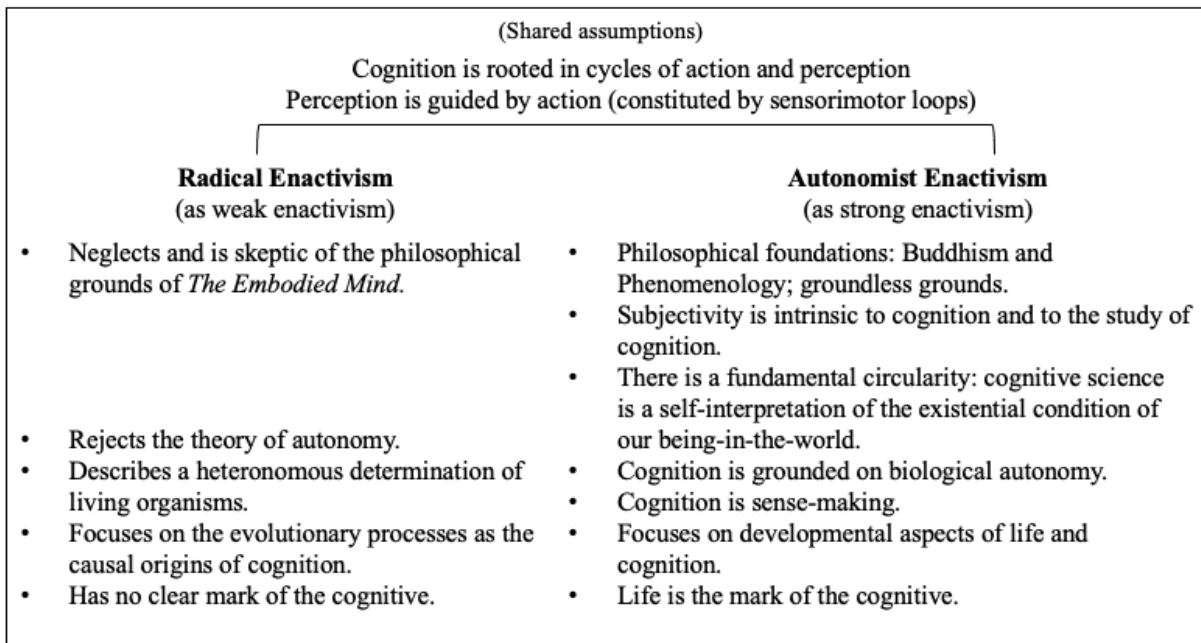 (Shared assumptions)
Cognition is rooted in cycles of action and perception
Perception is guided by action (constituted by sensorimotor loops)
Radical Enactivism
(as weak enactivism)
• Neglects and is skeptic of the philosophical
grounds of The Embodied Mind.
• Rejects the theory of autonomy.
• Describes a heteronomous determination of
living organisms.
• Focuses on the evolutionary processes as the
causal origins of cognition.
• Has no clear mark of the cognitive.
Autonomist Enactivism
(as strong enactivism)
• Philosophical foundations: Buddhism and
Phenomenology; groundless grounds.
• Subjectivity is intrinsic to cognition and to the study of
cognition.
• There is a fundamental circularity: cognitive science
is a self-interpretation of the existential condition of
our being-in-the-world.
• Cognition is grounded on biological autonomy.
• Cognition is sense-making.
• Focuses on developmental aspects of life and
cognition.
• Life is the mark of the cognitive.